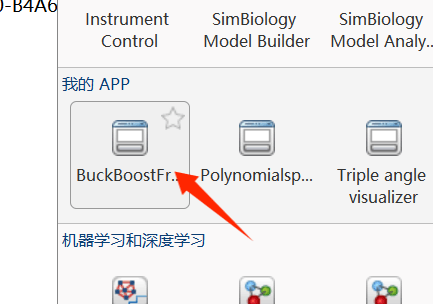 0-B4A6
Instrument Control
SimBiology Model Builder
SimBiology Model Analy...
我的 APP
BuckBoostFr...
Polynomialsp...
Triple angle visualizer
机器学习和深度学习